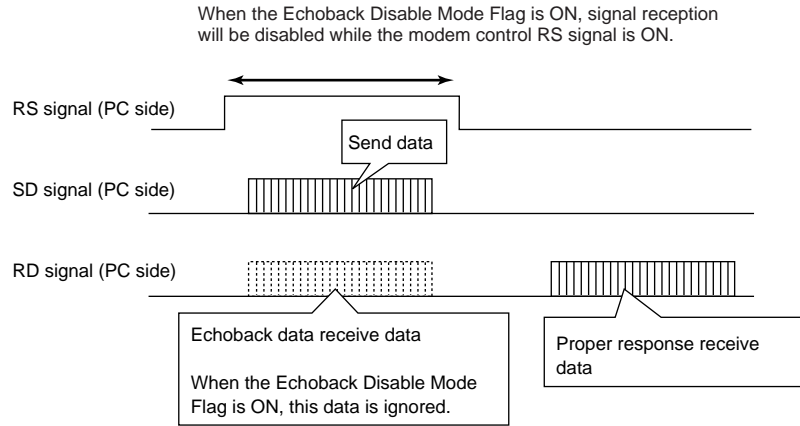 When the Echoback Disable Mode Flag is ON, signal reception
will be disabled while the modem control RS signal is ON.
RS signal (PC side)
Send data
SD signal (PC side)
RD signal (PC side)
Echoback data receive data
When the Echoback Disable Mode
Flag is ON, this data is ignored.
Proper response receive
data